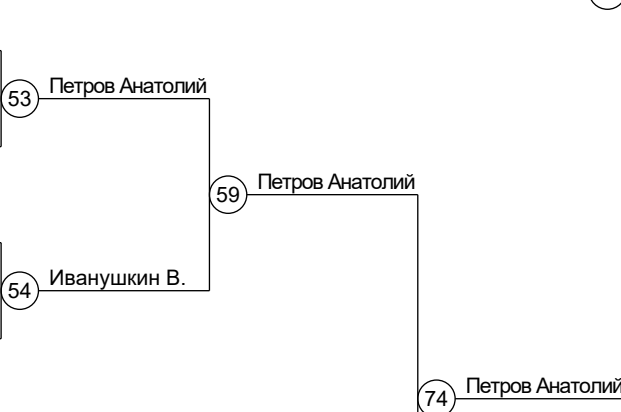 53 Петров Анатолий
59 Петров Анатолий
54 Иванушкин В.
74 Петров Анатолий